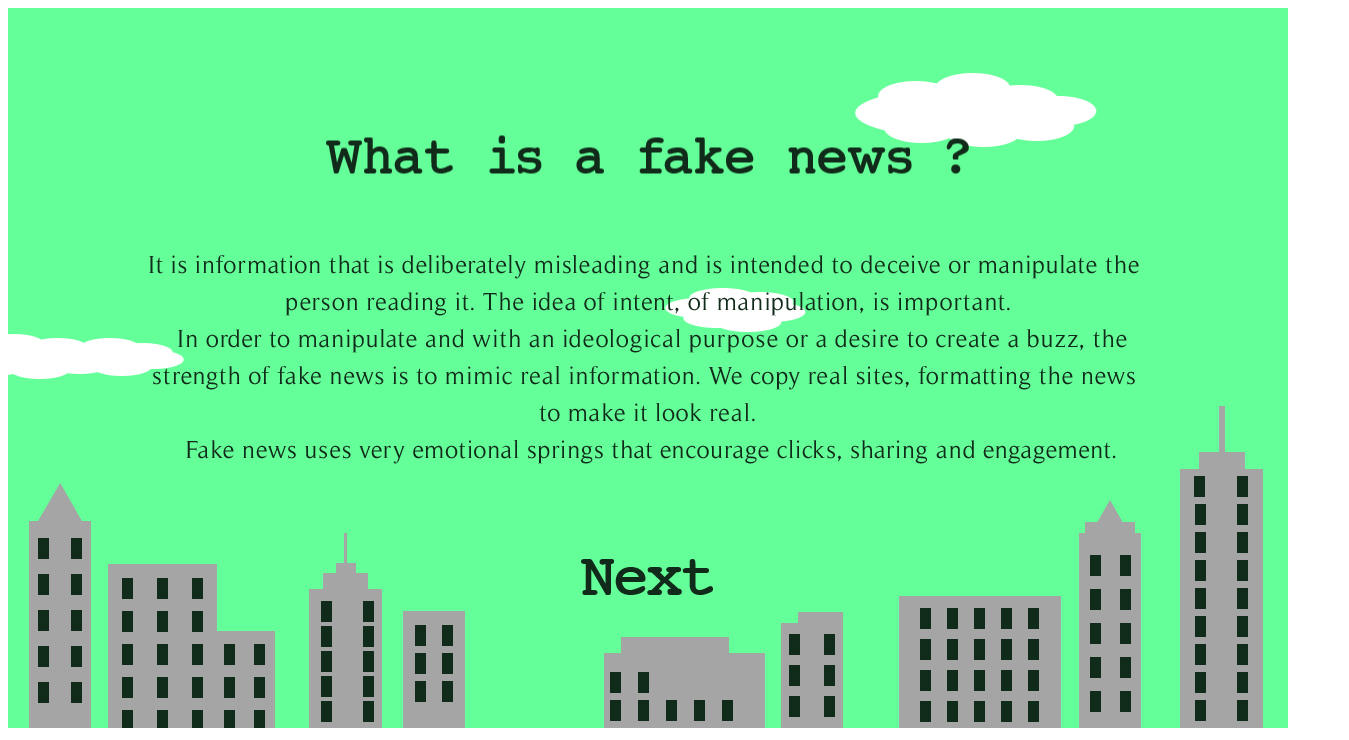 What is a fake news ?
It is information that is deliberately misleading and is intended to deceive or manipulate the
person reading it. The idea of intent, of manipulation, is important.
In order to manipulate and with an ideological purpose or a desire to create a buzz, the
strength of fake news is to mimic real information. We copy real sites, formatting the news
to make it look real.
Fake news uses very emotional springs that encourage clicks, sharing and engagement.
Next